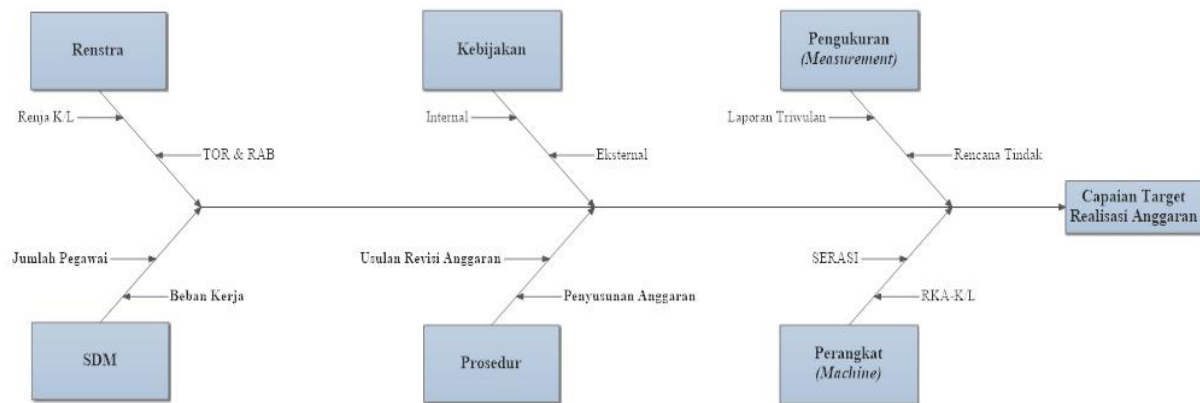 Renstra
Kebijakan
Pengukuran
(Measurement)
Renja K/L
Internal
Laporan Triwulan
TOR & RAB
Eksternal
Rencana Tindak
Capaian Target
Realisasi Anggaran
Jumlah Pegawai
Usulan Revisi Anggaran
SERASI
Beban Kerja
Penyusunan Anggaran
RKA-K/L
SDM
Prosedur
Perangkat
(Machine)